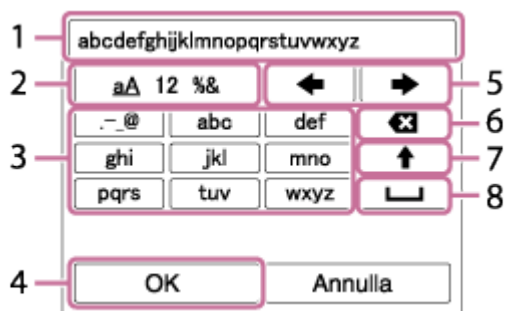 1 abcdefghijklmnopqrstuvwxyz
2 aA 12 %& 5
.-_@ abc def 6
3 ghi jkl mno 7
pqrs tuv wxyz 8
4 OK Annulla